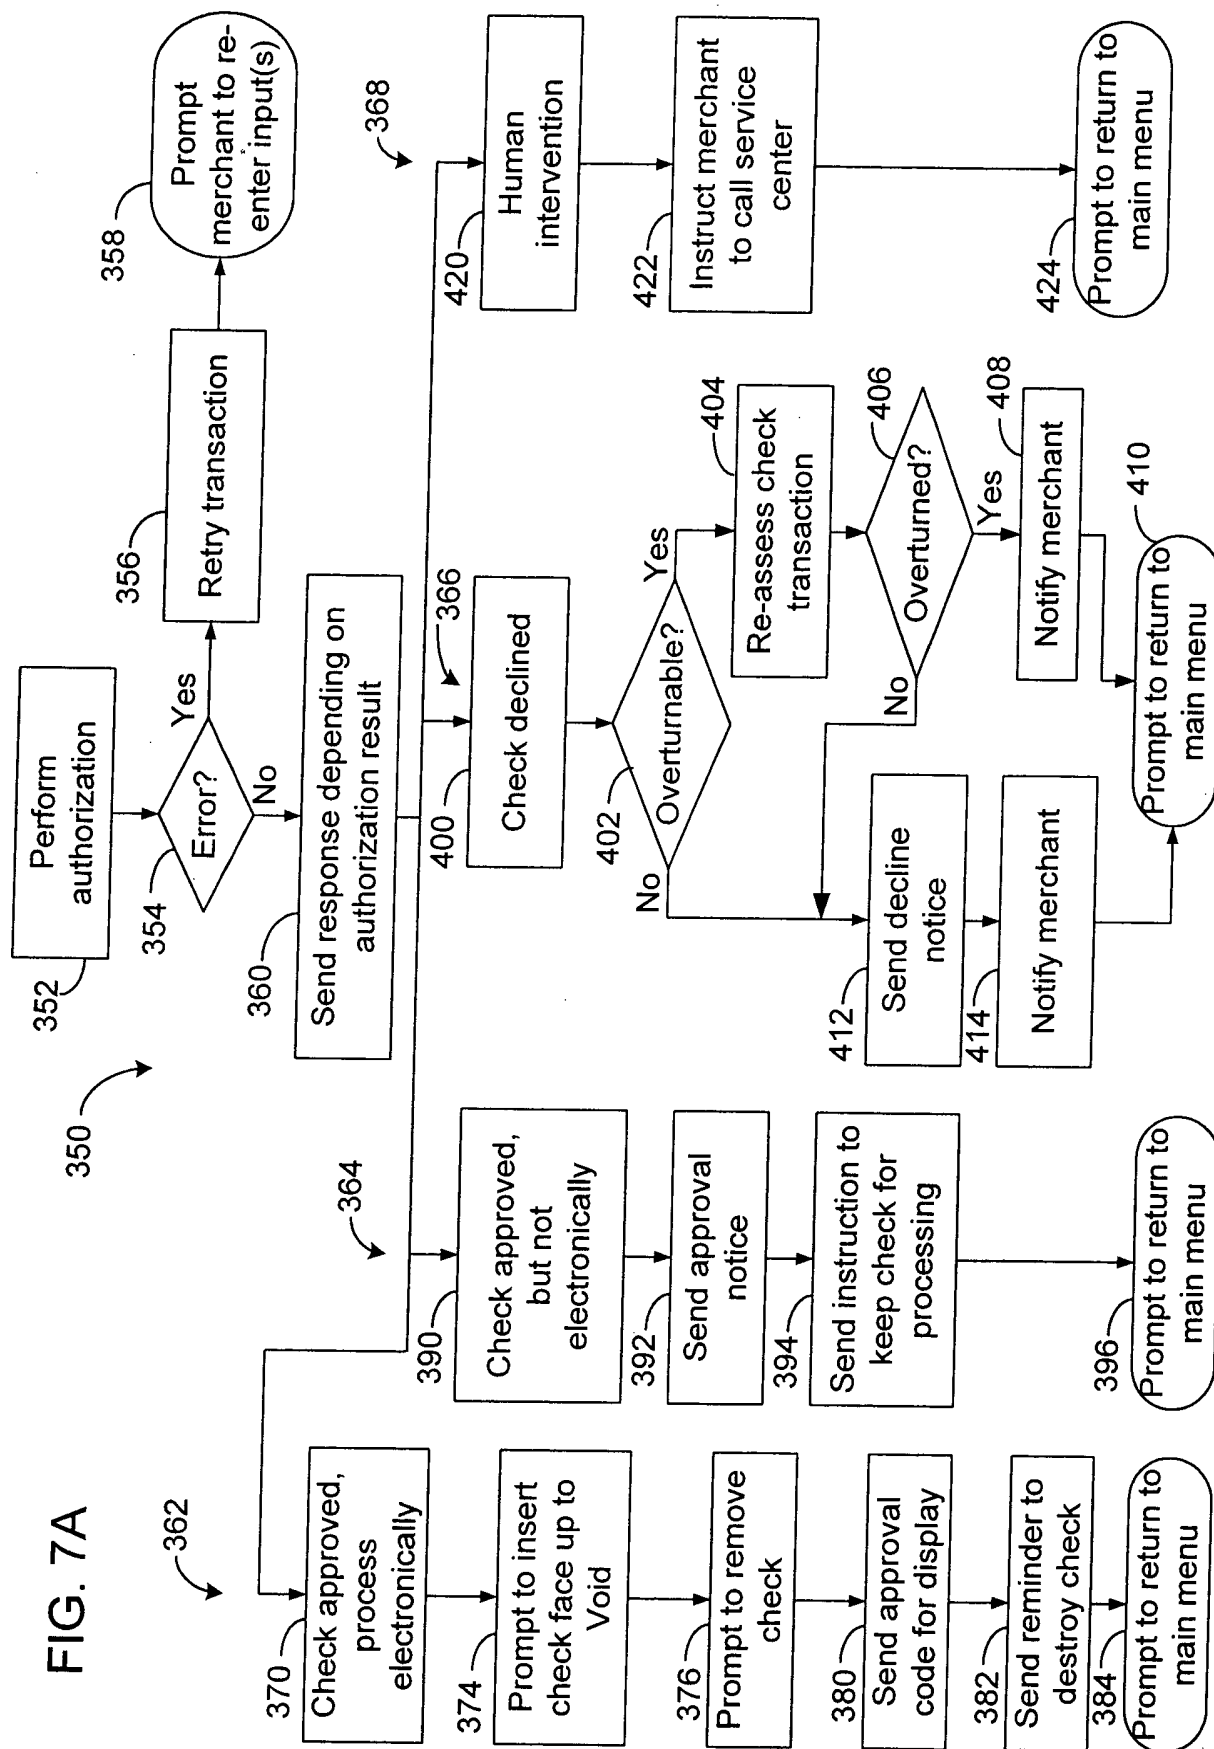 FIG. 7A
350
352
Perform
authorization
354
Error?
Yes
No
356
Retry transaction
358
Prompt
merchant to re-
enter input(s)
360
Send response depending on
authorization result
362
370
Check approved,
process
electronically
374
Prompt to insert
check face up to
Void
376
Prompt to remove
check
380
Send approval
code for display
382
Send reminder to
destroy check
384
Prompt to return to
main menu
364
390
Check approved,
but not
electronically
392
Send approval
notice
394
Send instruction to
keep check for
processing
396
Prompt to return to
main menu
366
400
Check declined
402
Overturnable?
No
Yes
404
Re-assess check
transaction
406
Overturned?
No
Yes
408
Notify merchant
410
Prompt to return to
main menu
412
Send decline
notice
414
Notify merchant
368
420
Human
intervention
422
Instruct merchant
to call service
center
424
Prompt to return to
main menu